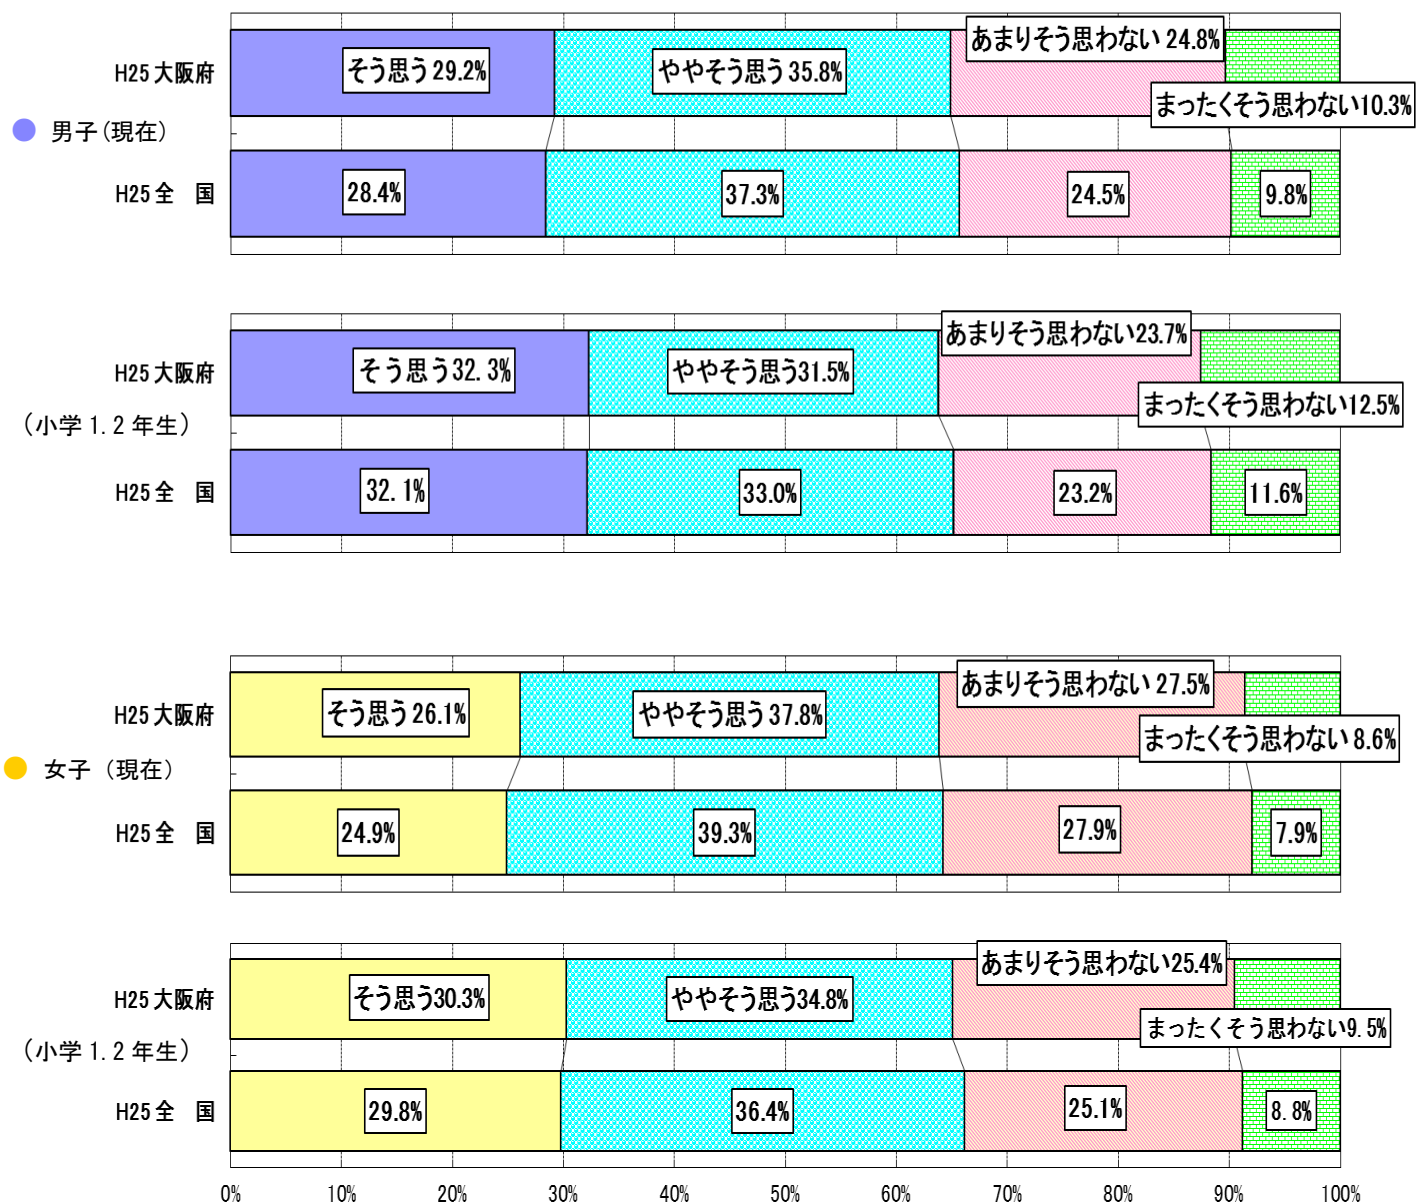 あまりそう思わない 24.8%
H25 大阪府 そう思う 29.2% ややそう思う 35.8%
まったくそう思わない10.3%
男子(現在)
H25 全　国 28.4% 37.3% 24.5% 9.8%
あまりそう思わない23.7%
H25 大阪府 そう思う32.3% ややそう思う31.5%
まったくそう思わない12.5%
（小学 1.2 年生）
H25 全　国 32.1% 33.0% 23.2% 11.6%
あまりそう思わない 27.5%
H25 大阪府 そう思う 26.1% ややそう思う 37.8%
まったくそう思わない 8.6%
女子（現在）
H25 全　国 24.9% 39.3% 27.9% 7.9%
あまりそう思わない25.4%
H25 大阪府 そう思う30.3% ややそう思う34.8%
まったくそう思わない9.5%
（小学 1.2 年生）
H25 全　国 29.8% 36.4% 25.1% 8.8%
0% 10% 20% 30% 40% 50% 60% 70% 80% 90% 100%